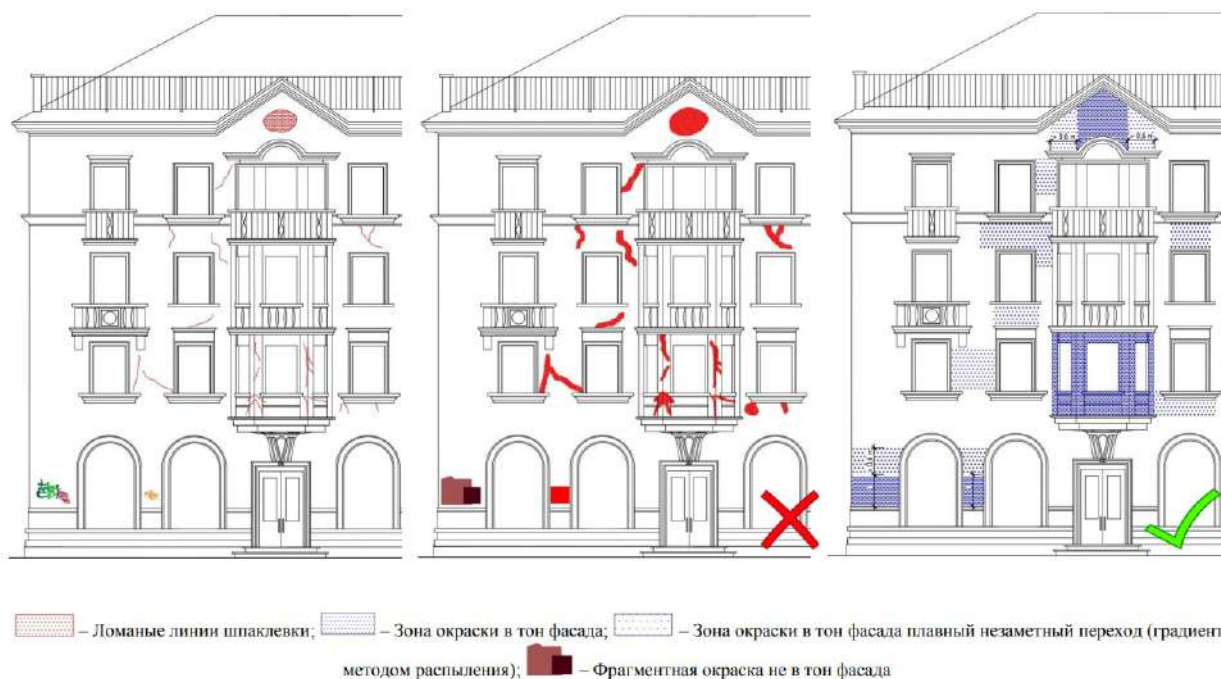 – Ломаные линии шпаклевки; – Зона окраски в тон фасада; – Зона окраски в тон фасада плавный незаметный переход (градиент
методом распыления); – Фрагментная окраска не в тон фасада